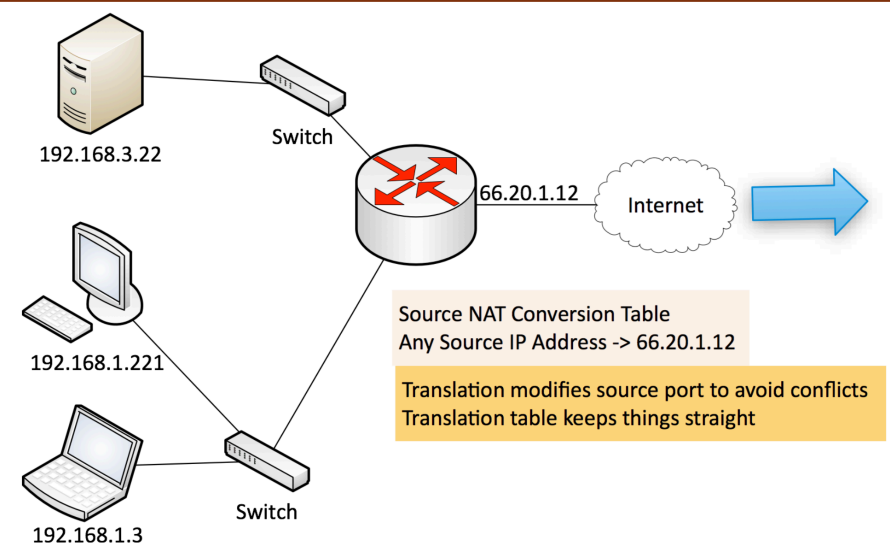 192.168.3.22
Switch
66.20.1.12
Internet
Source NAT Conversion Table
Any Source IP Address -> 66.20.1.12
192.168.1.221
Translation modifies source port to avoid conflicts
Translation table keeps things straight
Switch
192.168.1.3